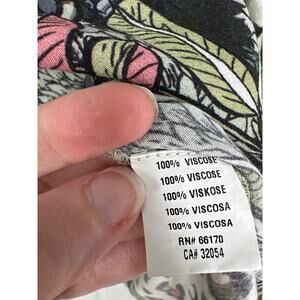 100% VISCOSE
100% VISCOSE
100% VISKOSE
100% VISCOSA
100% VISCOSA
RN# 66170
CA# 32054